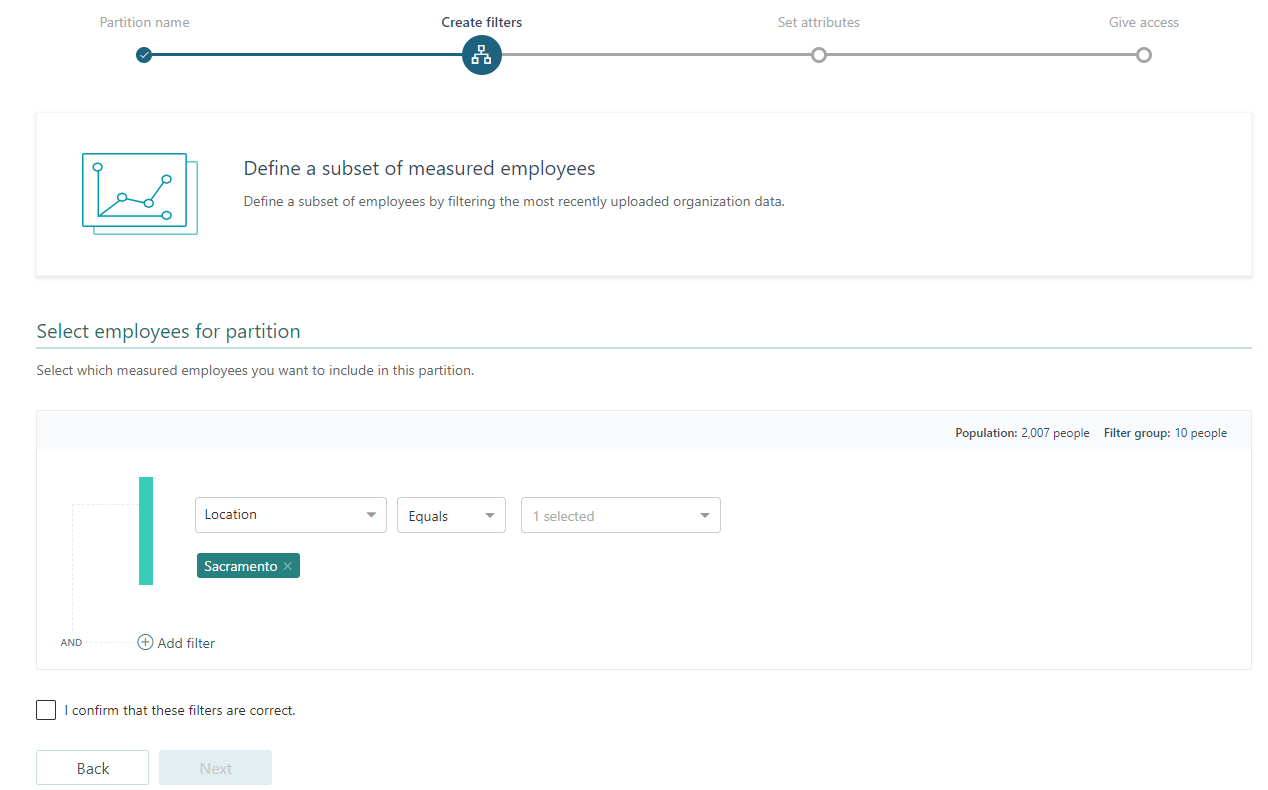 Partition name
Create filters
Set attributes
Give access
Define a subset of measured employees
Define a subset of employees by filtering the most recently uploaded organization data.
Select employees for partition
Select which measured employees you want to include in this partition.
Population: 2,007 people Filter group: 10 people
Location
Equals
1 selected
Sacramento
AND
Add filter
I confirm that these filters are correct.
Back
Next